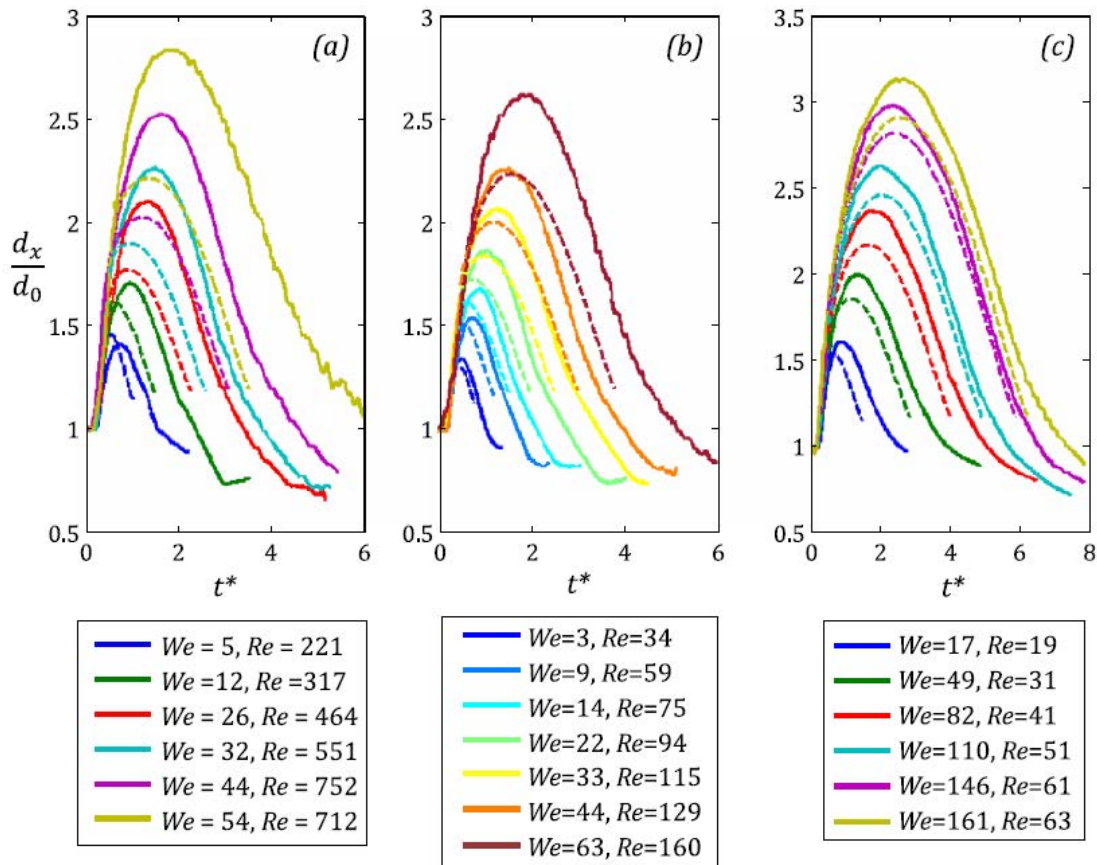 3
(a)
2.5
2
1.5
1
0.5
0
2
4
6
t*
d_x
d_0
3
(b)
2.5
2
1.5
1
0.5
0
2
4
6
t*
3.5
(c)
3
2.5
2
1.5
1
0.5
0
2
4
6
8
t*
We = 5, Re = 221
We =12, Re =317
We = 26, Re = 464
We = 32, Re = 551
We = 44, Re = 752
We = 54, Re = 712
We=3, Re=34
We=9, Re=59
We=14, Re=75
We=22, Re=94
We=33, Re=115
We=44, Re=129
We=63, Re=160
We=17, Re=19
We=49, Re=31
We=82, Re=41
We=110, Re=51
We=146, Re=61
We=161, Re=63